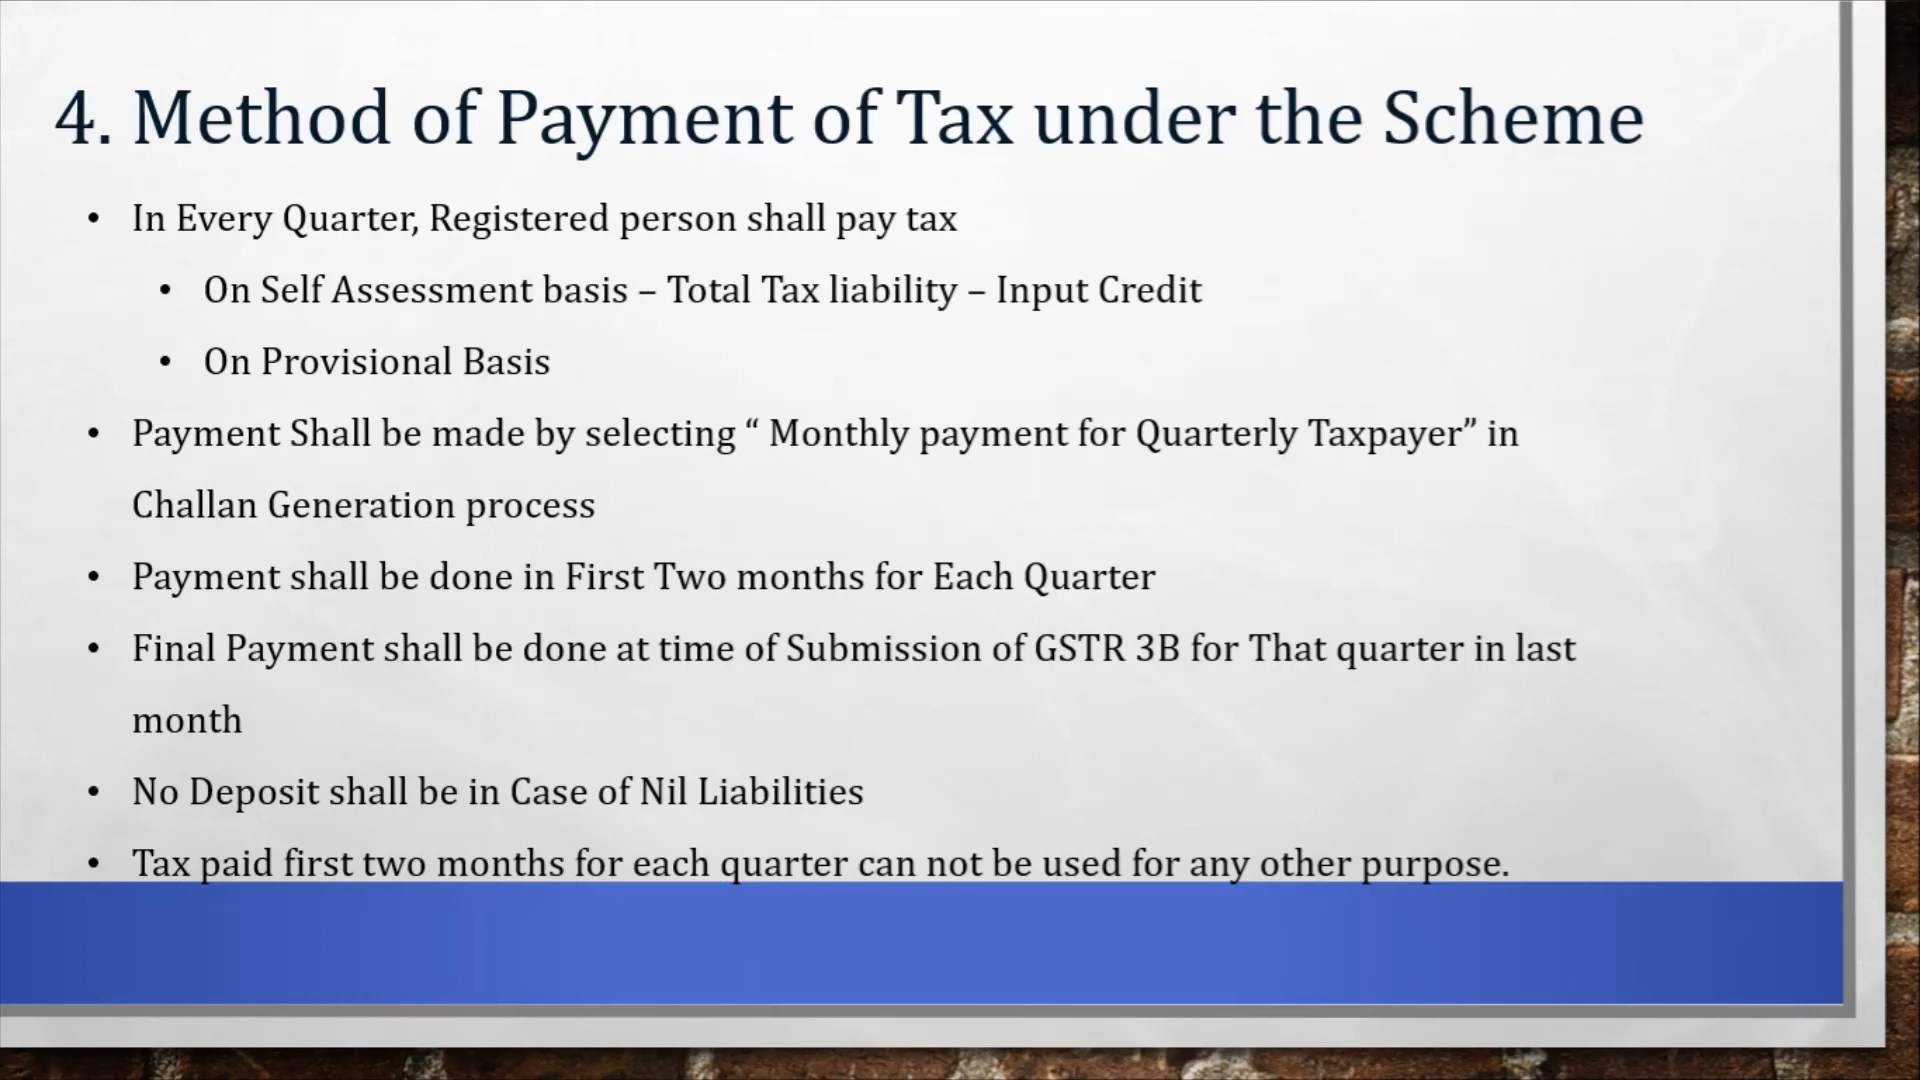 4. Method of Payment of Tax under the Scheme
• In Every Quarter, Registered person shall pay tax
• On Self Assessment basis – Total Tax liability – Input Credit
• On Provisional Basis
• Payment Shall be made by selecting “ Monthly payment for Quarterly Taxpayer” in
Challan Generation process
• Payment shall be done in First Two months for Each Quarter
• Final Payment shall be done at time of Submission of GSTR 3B for That quarter in last
month
• No Deposit shall be in Case of Nil Liabilities
• Tax paid first two months for each quarter can not be used for any other purpose.